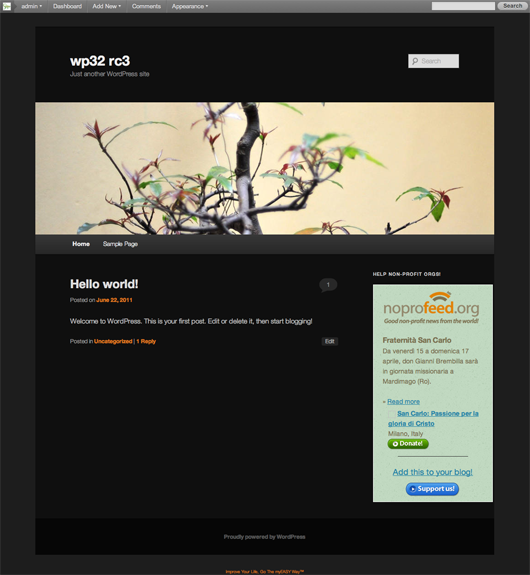 admin Dashboard Add New Comments Appearance Search
wp32 rc3
Just another WordPress site
Search
Home Sample Page
Hello world!
1
Posted on June 22, 2011
Welcome to WordPress. This is your first post. Edit or delete it, then start blogging!
Posted in Uncategorized | 1 Reply
Edit
HELP NON-PROFIT ORGS!
noprofeed.org
Good non-profit news from the world!
Fraternità San Carlo
Da venerdì 15 a domenica 17
aprile, don Gianni Brembilla sarà
in giornata missionaria a
Mardimago (Ro).
» Read more
San Carlo: Passione per la
gloria di Cristo
Milano, Italy
Donate!
Add this to your blog!
Support us!
Proudly powered by WordPress
Improve Your Life, Go The myEASY Way™